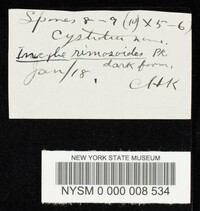 Spores 8-9 (10) X 5-6)
Cystidia
Inocybe rimosoides Pk.
dark form,
Jan/18.
CHK
NEW YORK STATE MUSEUM
NYSM 0 000 008 534